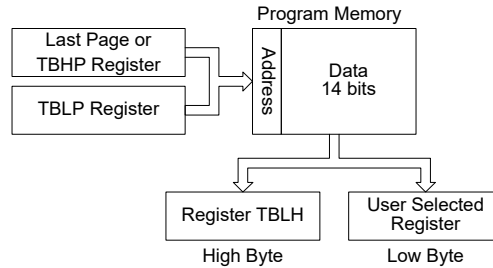 Program Memory
Last Page or
TBHP Register
TBLP Register
Address
Data
14 bits
Register TBLH
User Selected
Register
High Byte
Low Byte